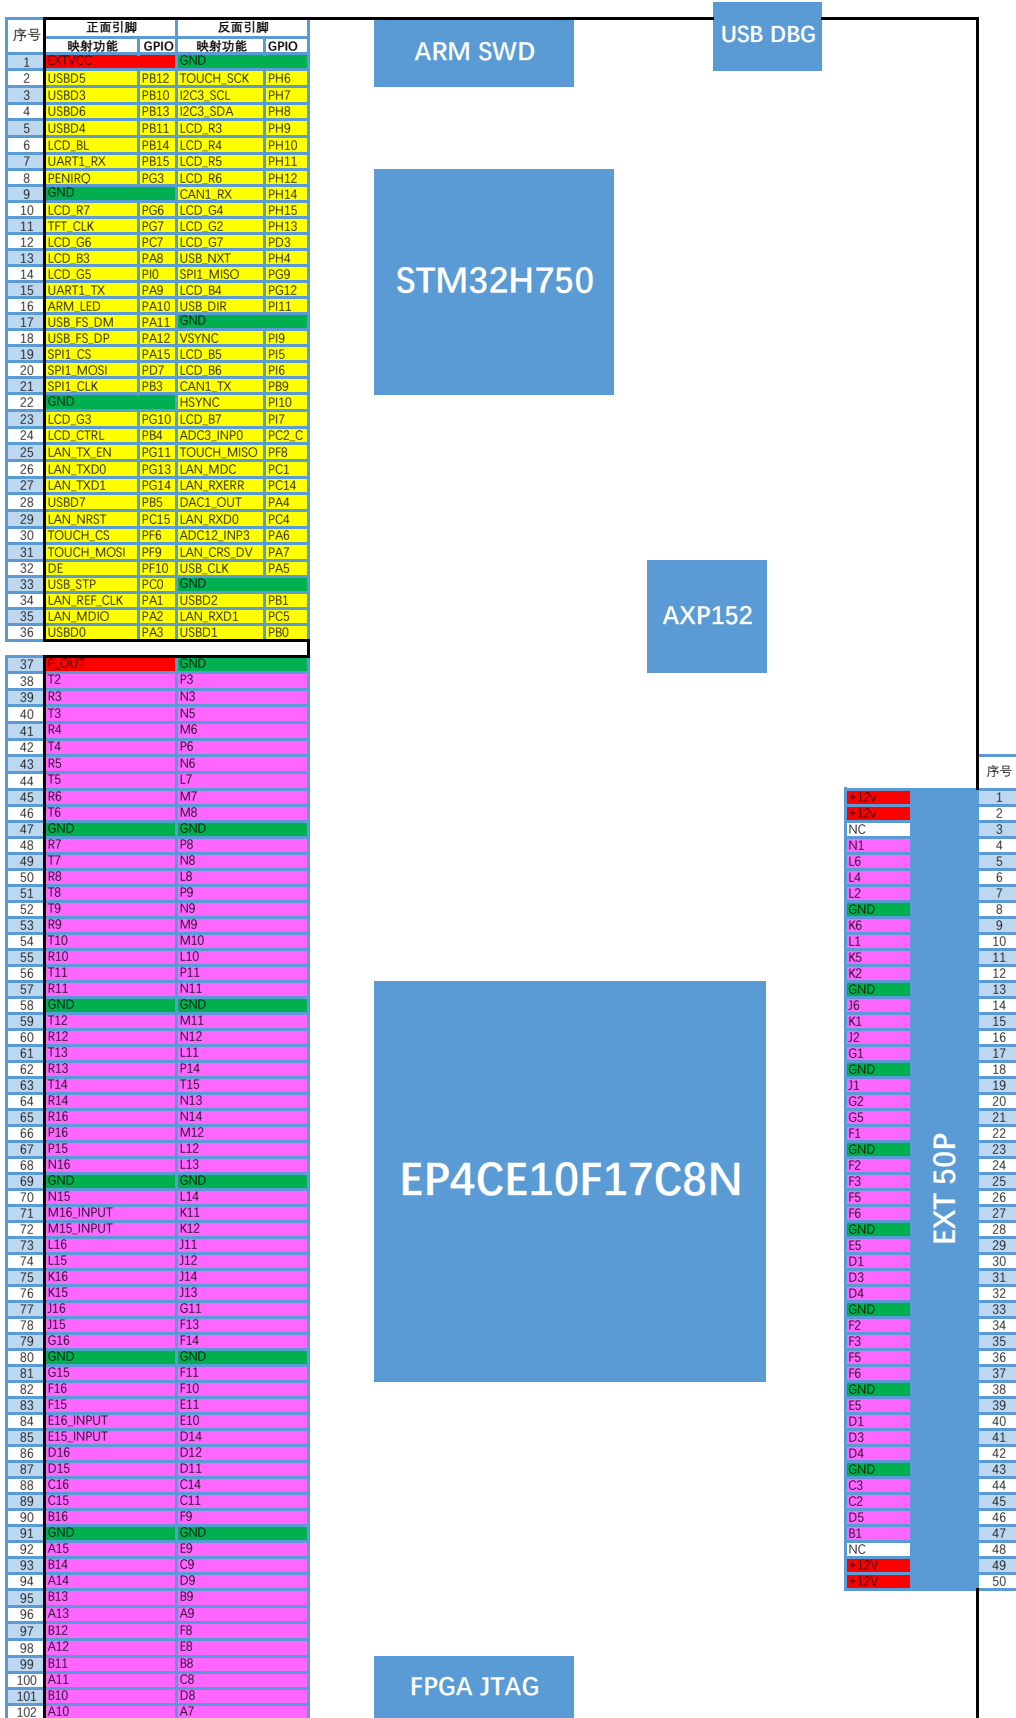 ARM SWD
USB DBG
序号 正面引脚 反面引脚
映射功能 GPIO 映射功能 GPIO
1 EXTVCC GND
2 USBD5 PB12 TOUCH_SCK PH6
3 USBD3 PB10 I2C3_SCL PH7
4 USBD6 PB13 I2C3_SDA PH8
5 USBD4 PB11 LCD_R3 PH9
6 LCD_BL PB14 LCD_R4 PH10
7 UART1_RX PB15 LCD_R5 PH11
8 PENIRQ PG3 LCD_R6 PH12
9 GND CAN1_RX PH14
10 LCD_R7 PG6 LCD_G4 PH15
11 TFT_CLK PG7 LCD_G2 PH13
12 LCD_G6 PC7 LCD_G7 PD3
13 LCD_B3 PA8 USB_NXT PH4
14 LCD_G5 PI0 SPI1_MISO PG9
15 UART1_TX PA9 LCD_B4 PG12
16 ARM_LED PA10 USB_DIR PI11
17 USB_FS_DM PA11 GND
18 USB_FS_DP PA12 VSYNC PI9
19 SPI1_CS PA15 LCD_B5 PI5
20 SPI1_MOSI PD7 LCD_B6 PI6
21 SPI1_CLK PB3 CAN1_TX PB9
22 GND HSYNC PI10
23 LCD_G3 PG10 LCD_B7 PI7
24 LCD_CTRL PB4 ADC3_INP0 PC2_C
25 LAN_TX_EN PG11 TOUCH_MISO PF8
26 LAN_TXD0 PG13 LAN_MDC PC1
27 LAN_TXD1 PG14 LAN_RXERR PC14
28 USBD7 PB5 DAC1_OUT PA4
29 LAN_NRST PC15 LAN_RXD0 PC4
30 TOUCH_CS PF6 ADC12_INP3 PA6
31 TOUCH_MOSI PF9 LAN_CRS_DV PA7
32 DE PF10 USB_CLK PA5
33 USB_STP PC0 GND
34 LAN_REF_CLK PA1 USBD2 PB1
35 LAN_MDIO PA2 LAN_RXD1 PC5
36 USBD0 PA3 USBD1 PB0
37 P_OUT GND
38 T2 P3
39 R3 N3
40 T3 N5
41 R4 M6
42 T4 P6
43 R5 N6
44 T5 L7
45 R6 M7
46 T6 M8
47 GND GND
48 R7 P8
49 T7 N8
50 R8 L8
51 T8 P9
52 T9 N9
53 R9 M9
54 T10 M10
55 R10 L10
56 T11 P11
57 R11 N11
58 GND GND
59 T12 M11
60 R12 N12
61 T13 L11
62 R13 P14
63 T14 T15
64 R14 N13
65 R16 N14
66 P16 M12
67 P15 L12
68 N16 L13
69 GND GND
70 N15 L14
71 M16_INPUT K11
72 M15_INPUT K12
73 L16 J11
74 L15 J12
75 K16 J14
76 K15 J13
77 J16 G11
78 J15 F13
79 G16 F14
80 GND GND
81 G15 F11
82 F16 F10
83 F15 E11
84 E16_INPUT E10
85 E15_INPUT D14
86 D16 D12
87 D15 D11
88 C16 C14
89 C15 C11
90 B16 F9
91 GND GND
92 A15 E9
93 B14 C9
94 A14 D9
95 B13 B9
96 A13 A9
97 B12 F8
98 A12 E8
99 B11 B8
100 A11 C8
101 B10 D8
102 A10 A7
STM32H750
AXP152
EP4CE10F17C8N
FPGA JTAG
EXT 50P
序号
+12v 1
+12v 2
NC 3
N1 4
L6 5
L4 6
L2 7
GND 8
K6 9
L1 10
K5 11
K2 12
GND 13
J6 14
K1 15
J2 16
G1 17
GND 18
J1 19
G2 20
G5 21
F1 22
GND 23
F2 24
F3 25
F5 26
F6 27
GND 28
E5 29
D1 30
D3 31
D4 32
GND 33
F2 34
F3 35
F5 36
F6 37
GND 38
E5 39
D1 40
D3 41
D4 42
GND 43
C3 44
C2 45
D5 46
B1 47
NC 48
+12V 49
+12V 50